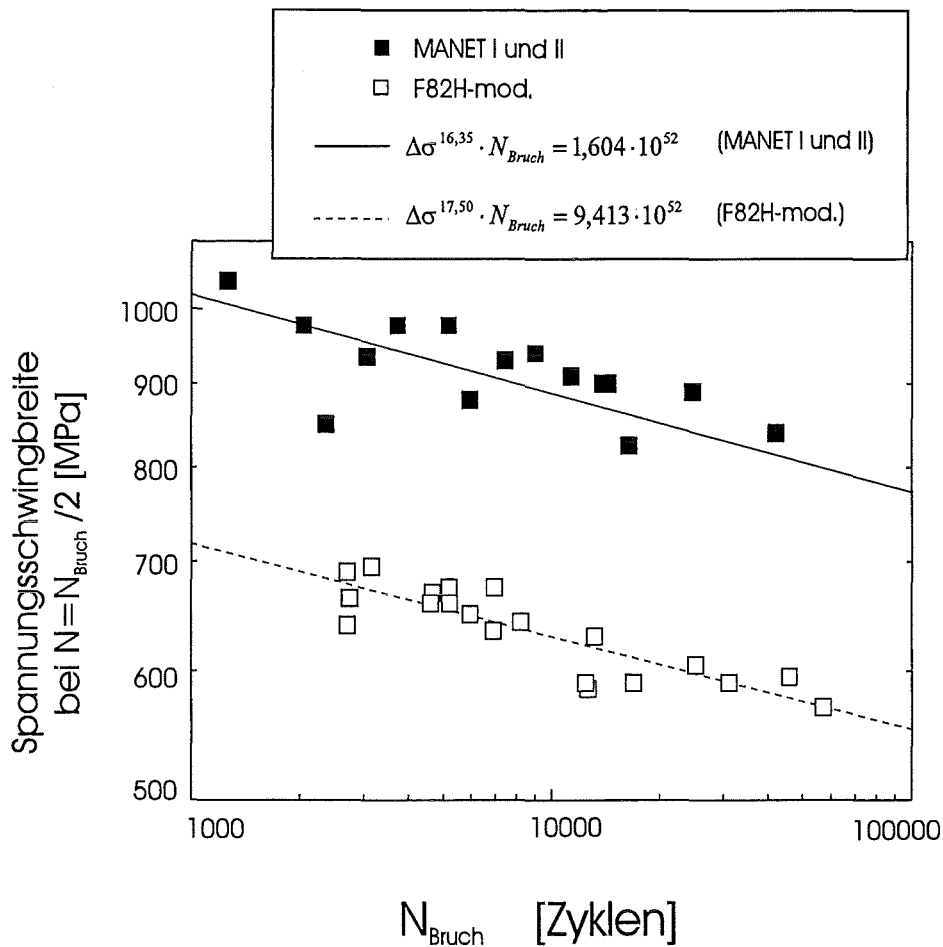 MANET I und II
F82H-mod.
Δσ^16,35 · N_Bruch = 1,604 · 10^52 (MANET I und II)
Δσ^17,50 · N_Bruch = 9,413 · 10^52 (F82H-mod.)
Spannungsschwingbreite
bei N=N_Bruch/2 [MPa]
1000
900
800
700
600
500
1000 10000 100000
N_Bruch [Zyklen]